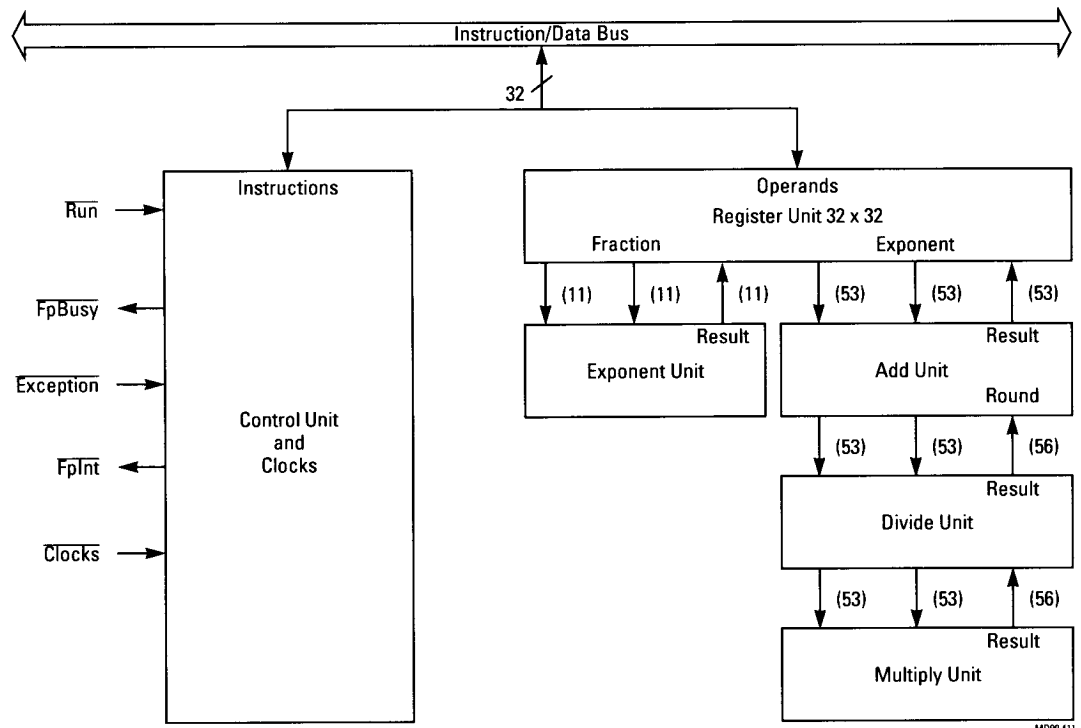 Instruction/Data Bus
32
Instructions
Run
FpBusy
Exception
FpInt
Clocks
Control Unit
and
Clocks
Operands
Register Unit 32 x 32
Fraction
Exponent
(11)
(11)
(11)
(53)
(53)
(53)
Result
Exponent Unit
Result
Add Unit
Round
(53)
(53)
(56)
Result
Divide Unit
(53)
(53)
(56)
Result
Multiply Unit